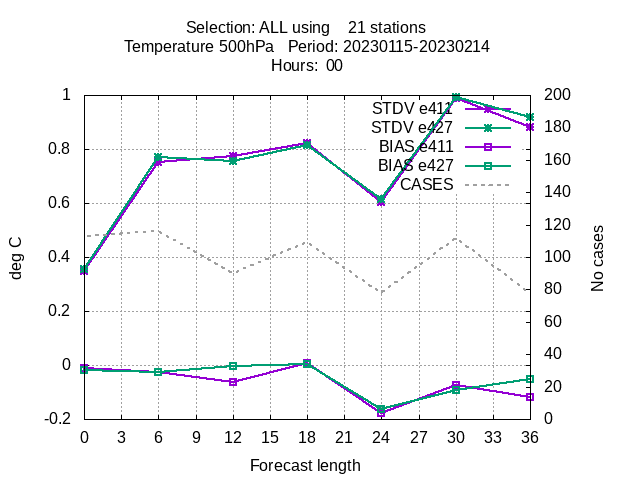 Selection: ALL using    21 stations
Temperature 500hPa   Period: 20230115-20230214
Hours:  00
STDV e411
STDV e427
BIAS e411
BIAS e427
CASES
1
0.8
0.6
0.4
0.2
0
-0.2
deg C
200
180
160
140
120
100
80
60
40
20
0
No cases
0 3 6 9 12 15 18 21 24 27 30 33 36
Forecast length